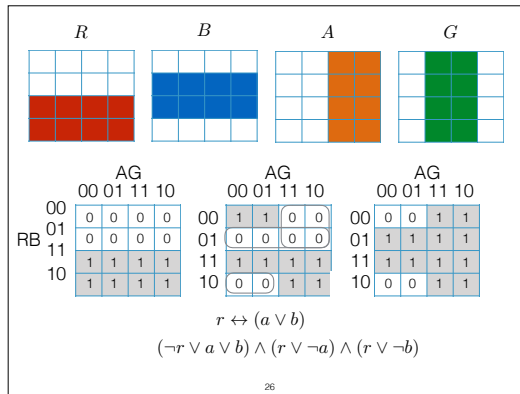 R B A G
AG AG AG
00 01 11 10 00 01 11 10 00 01 11 10
RB
00 0 0 0 0 00 1 1 0 0 00 0 0 1 1
01 0 0 0 0 01 0 0 0 0 01 1 1 1 1
11 1 1 1 1 11 1 1 1 1 11 1 1 1 1
10 1 1 1 1 10 0 0 1 1 10 0 0 1 1
r ↔ (a ∨ b)
(¬r ∨ a ∨ b) ∧ (r ∨ ¬a) ∧ (r ∨ ¬b)
26